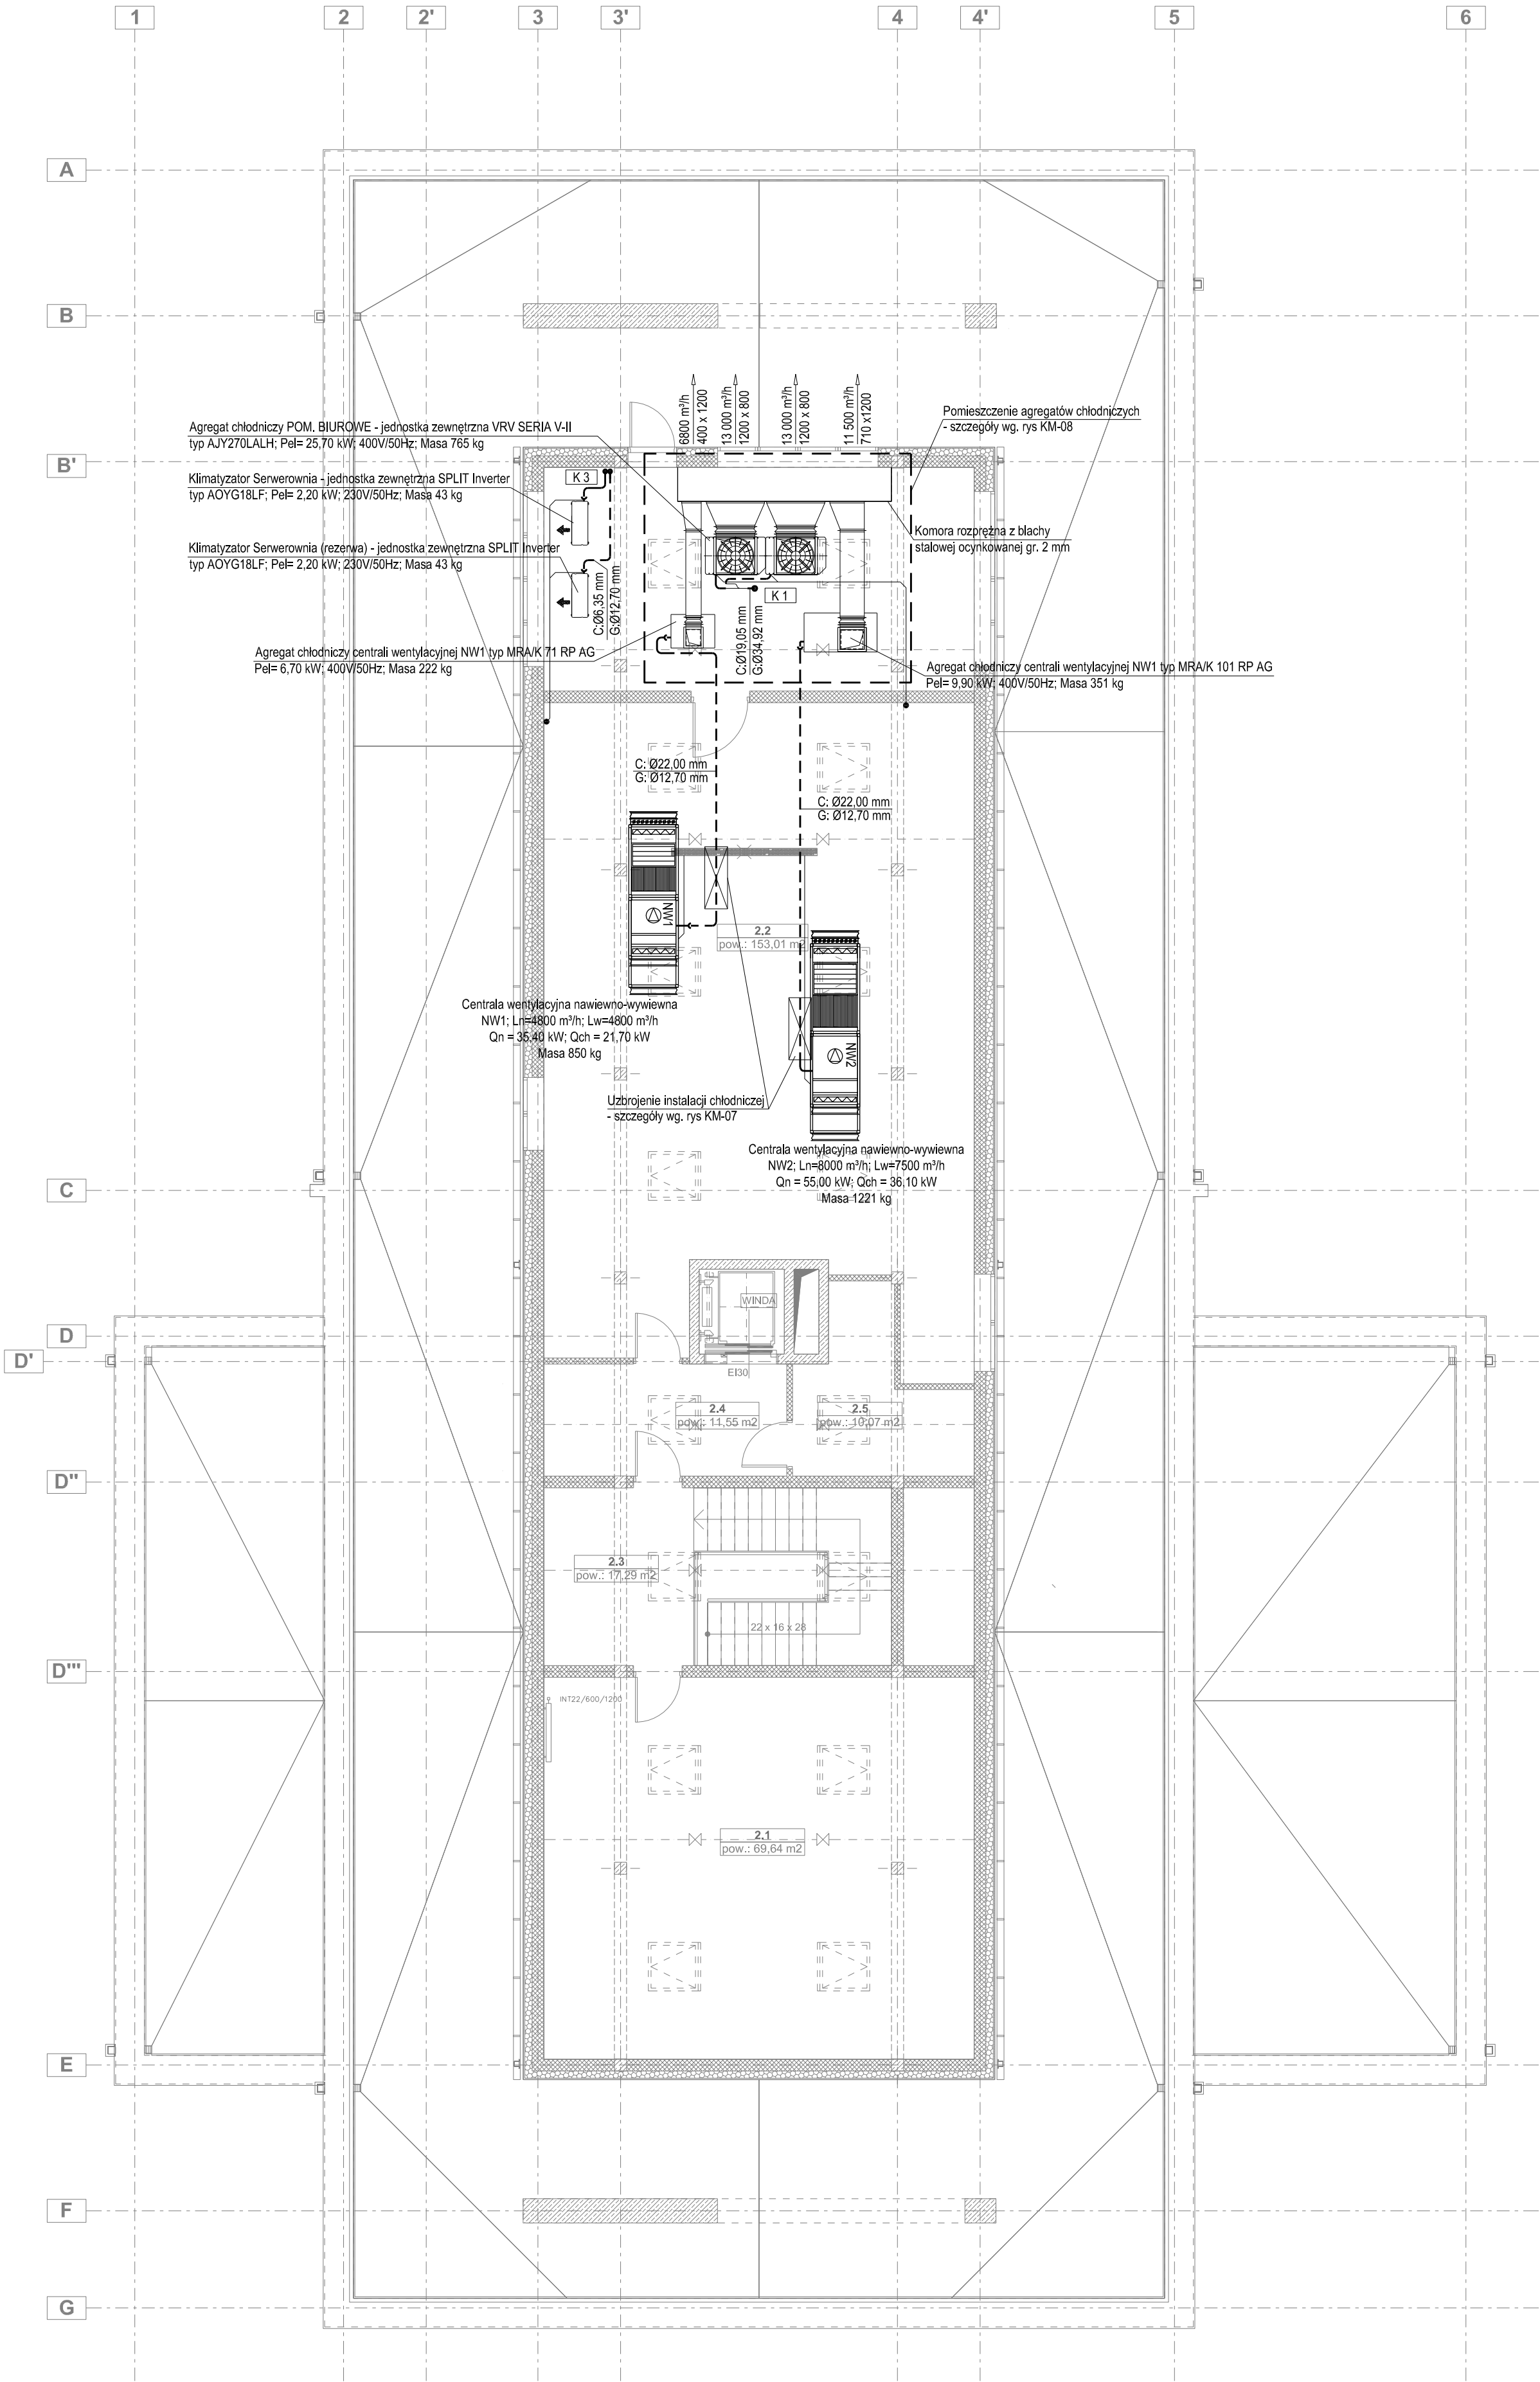 1
2
2'
3
3'
4
4'
5
6
A
B
B'
C
D
D'
D''
D'''
E
F
G
6800 m³/h
400 x 1200
13 000 m³/h
1200 x 800
13 000 m³/h
1200 x 800
11 500 m³/h
710 x1200
Agregat chłodniczy POM. BIUROWE - jednostka zewnętrzna VRV SERIA V-II
typ AJY270LALH; Pel= 25,70 kW; 400V/50Hz; Masa 765 kg
Klimatyzator Serwerownia - jednostka zewnętrzna SPLIT Inverter
typ AOYG18LF; Pel= 2,20 kW; 230V/50Hz; Masa 43 kg
Klimatyzator Serwerownia (rezerwa) - jednostka zewnętrzna SPLIT Inverter
typ AOYG18LF; Pel= 2,20 kW; 230V/50Hz; Masa 43 kg
Agregat chłodniczy centrali wentylacyjnej NW1 typ MRA/K 71 RP AG
Pel= 6,70 kW; 400V/50Hz; Masa 222 kg
Pomieszczenie agregatów chłodniczych
- szczegóły wg. rys KM-08
Komora rozprężna z blachy
stalowej ocynkowanej gr. 2 mm
Agregat chłodniczy centrali wentylacyjnej NW1 typ MRA/K 101 RP AG
Pel= 9,90 kW; 400V/50Hz; Masa 351 kg
K 3
K 1
C:Ø6,35 mm
G:Ø12,70 mm
C:Ø19,05 mm
G:Ø34,92 mm
C: Ø22,00 mm
G: Ø12,70 mm
C: Ø22,00 mm
G: Ø12,70 mm
NW1
2.2
pow.: 153,01 m2
Centrala wentylacyjna nawiewno-wywiewna
NW1; Ln=4800 m³/h; Lw=4800 m³/h
Qn = 35,40 kW; Qch = 21,70 kW
Masa 850 kg
NW2
Uzbrojenie instalacji chłodniczej
- szczegóły wg. rys KM-07
Centrala wentylacyjna nawiewno-wywiewna
NW2; Ln=8000 m³/h; Lw=7500 m³/h
Qn = 55,00 kW; Qch = 36,10 kW
Masa 1221 kg
WINDA
EI30
2.4
pow.: 11,55 m2
2.5
pow.: 10,07 m2
2.3
pow.: 17,29 m2
22 x 16 x 28
INT22/600/1200
2.1
pow.: 69,64 m2